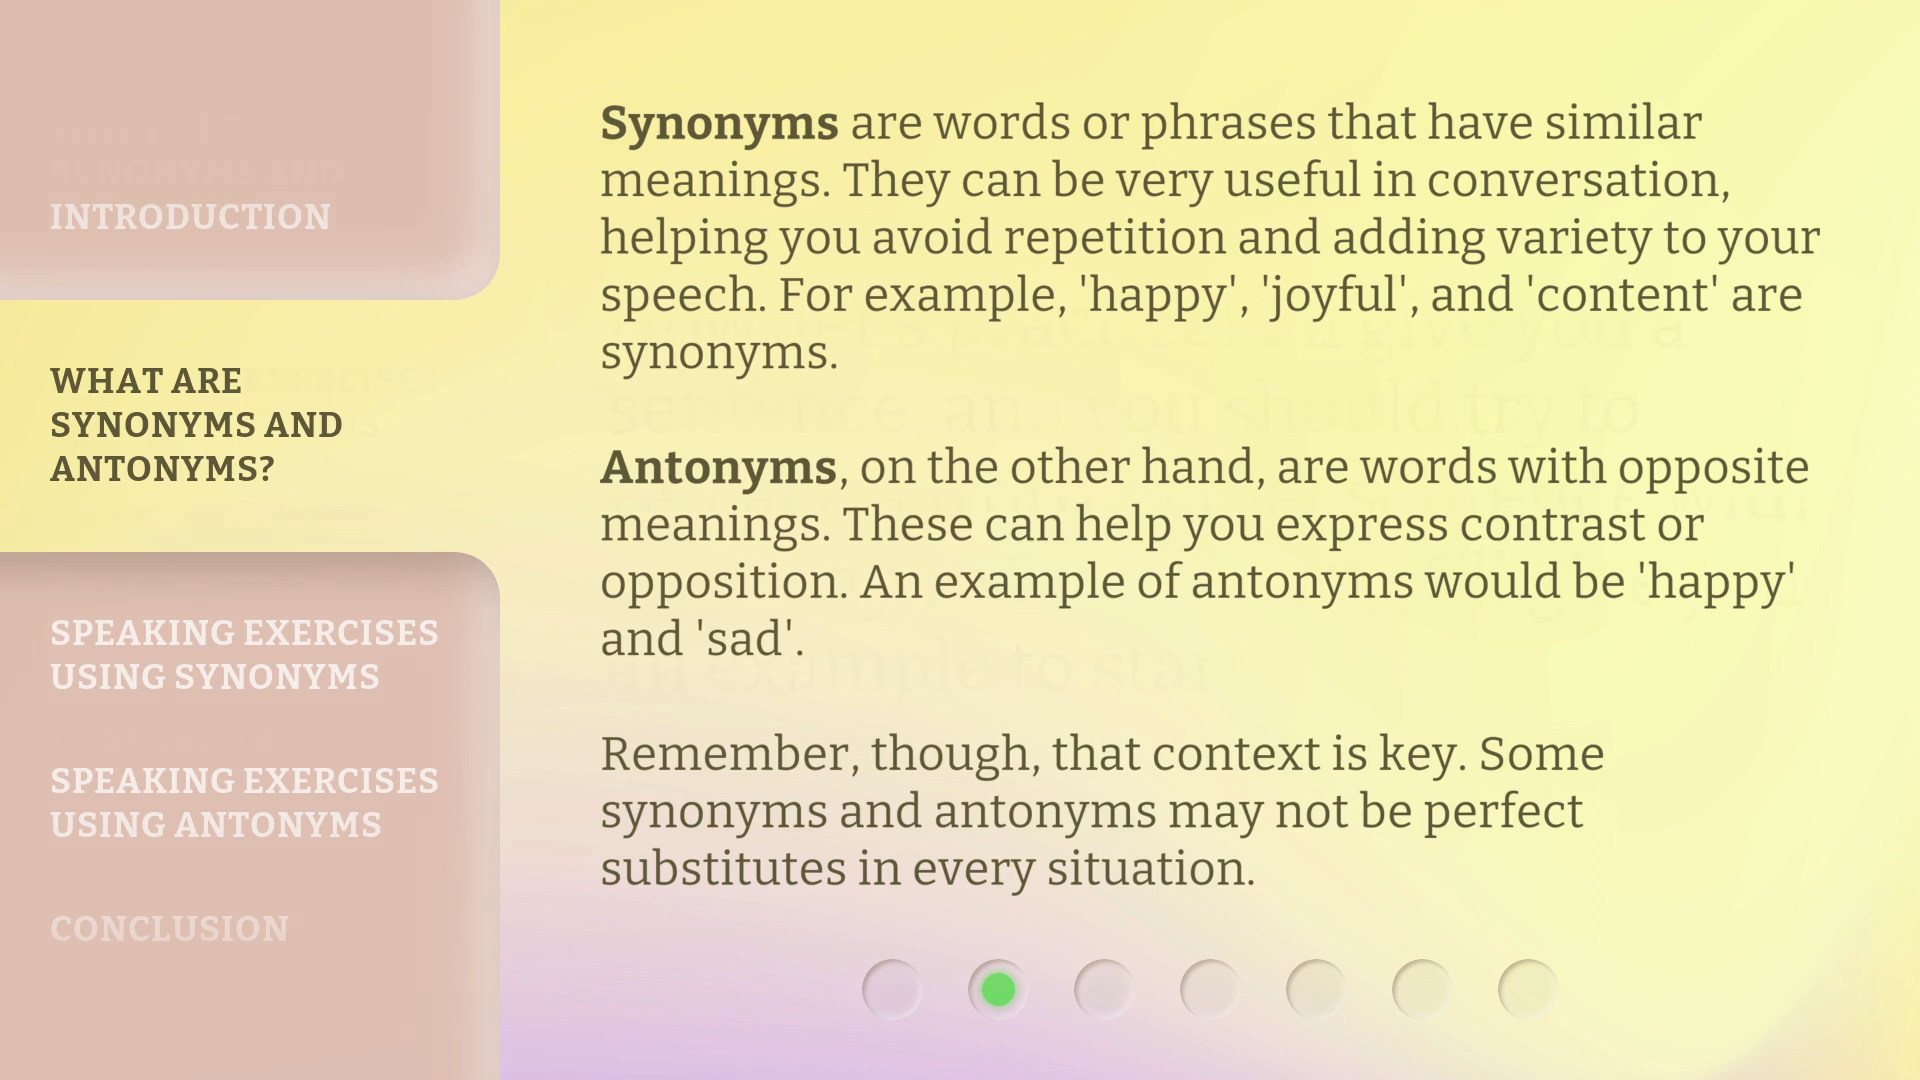 INTRODUCTION
WHAT ARE
SYNONYMS AND
ANTONYMS?
SPEAKING EXERCISES
USING SYNONYMS
SPEAKING EXERCISES
USING ANTONYMS
CONCLUSION
Synonyms are words or phrases that have similar
meanings. They can be very useful in conversation,
helping you avoid repetition and adding variety to your
speech. For example, 'happy', 'joyful', and 'content' are
synonyms.
Antonyms, on the other hand, are words with opposite
meanings. These can help you express contrast or
opposition. An example of antonyms would be 'happy'
and 'sad'.
Remember, though, that context is key. Some
synonyms and antonyms may not be perfect
substitutes in every situation.